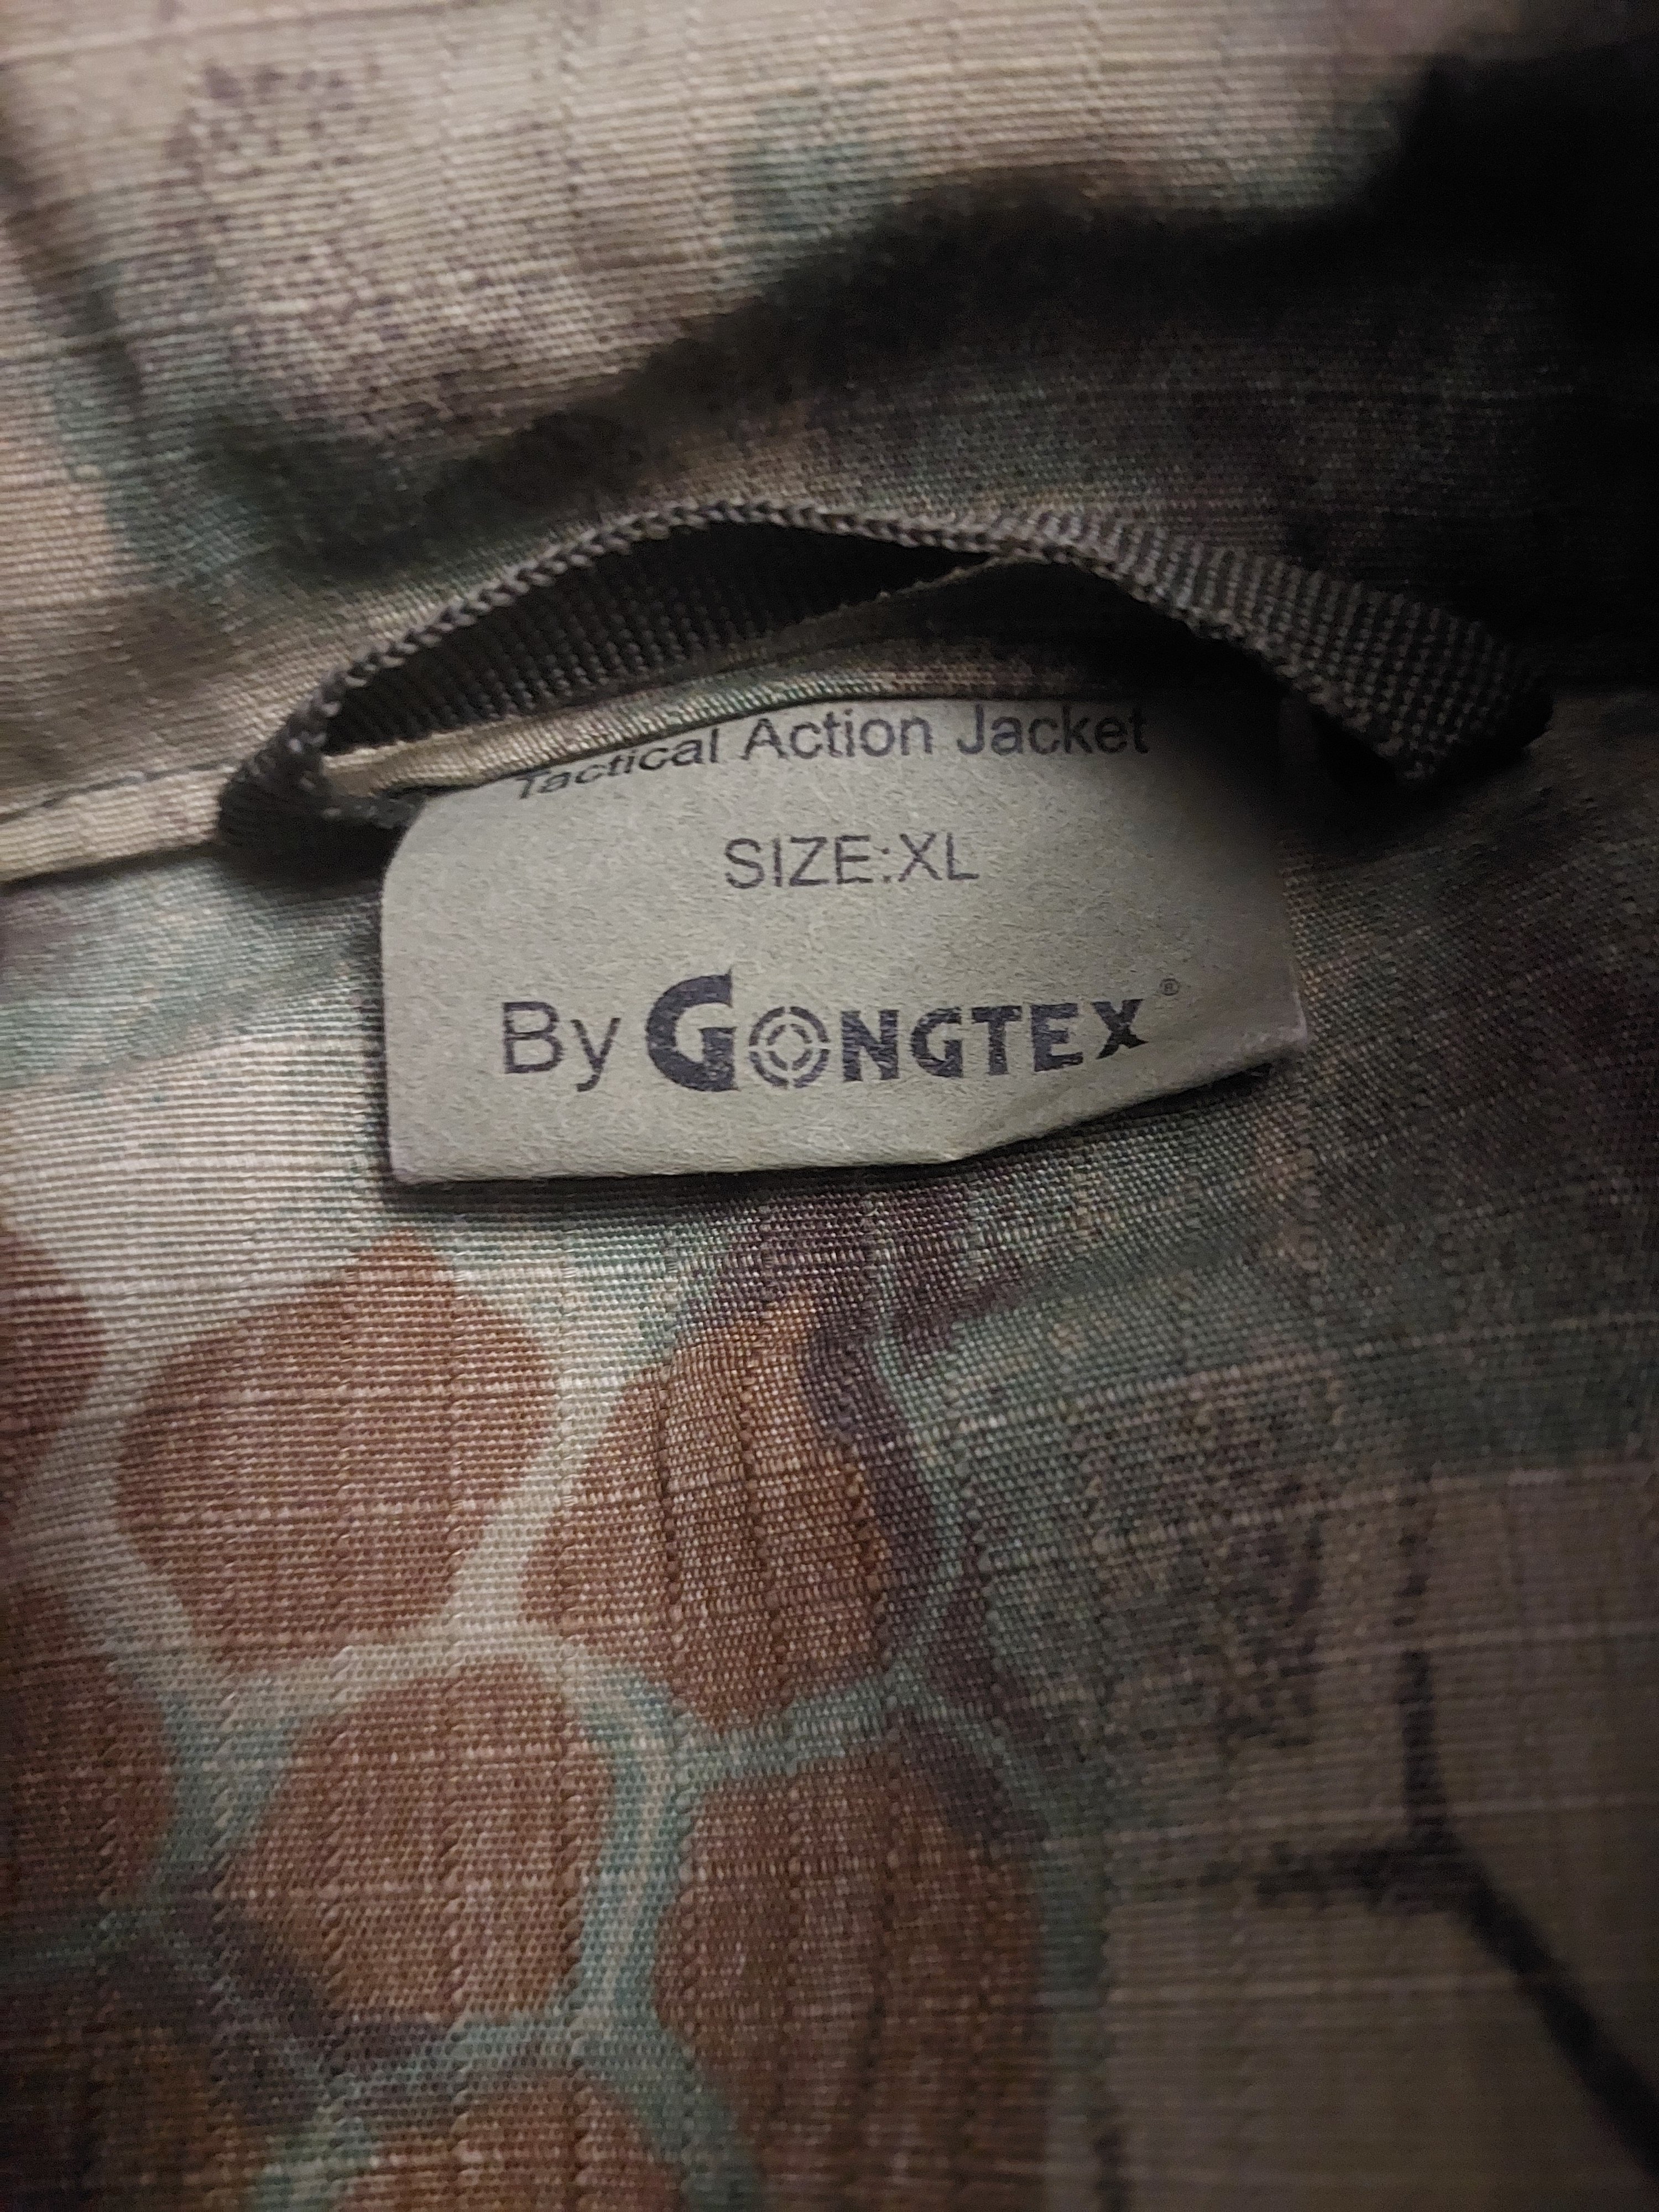 Tactical Action Jacket
SIZE:XL
By GONGTEX®